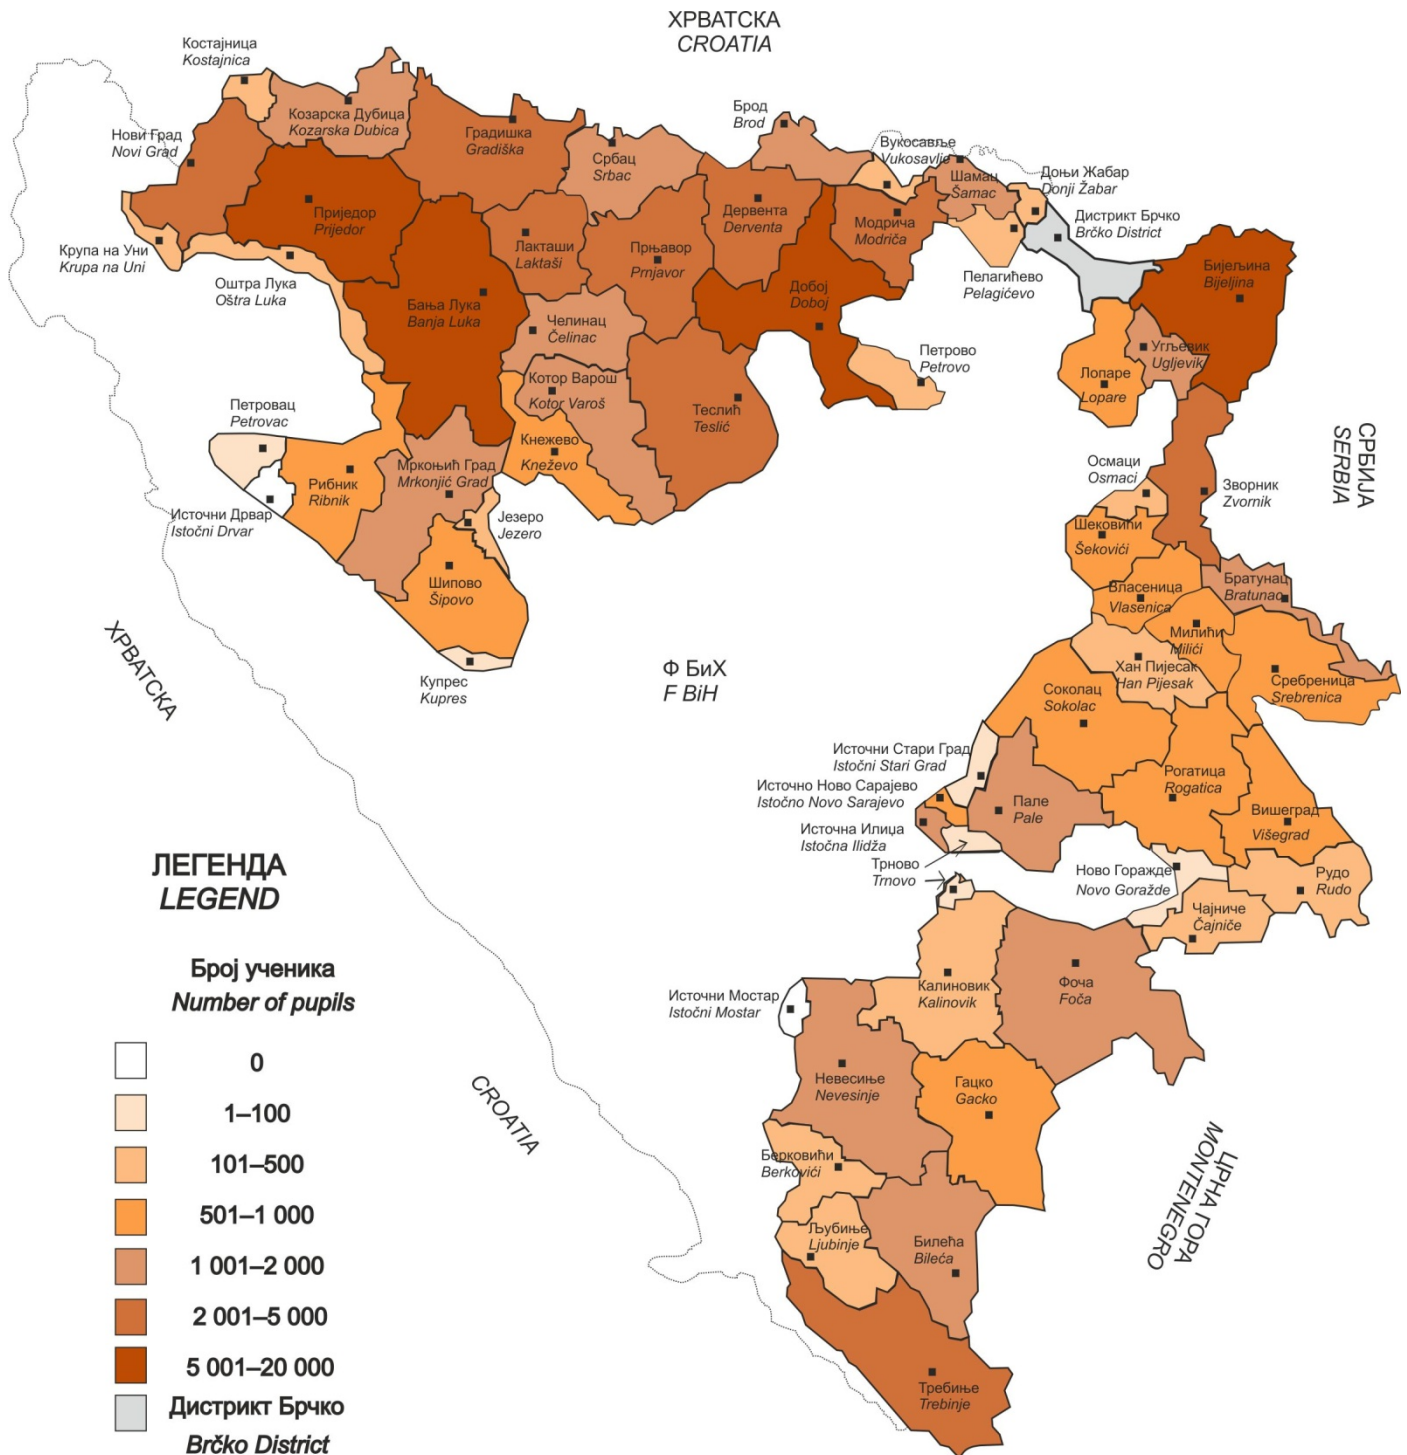 ХРВАТСКА
CROATIA
Костајница
Kostajnica
Козарска Дубица
Kozarska Dubica
Нови Град
Novi Grad
Градишка
Gradiška
Србац
Srbac
Брод
Brod
Вукосавље
Vukosavlje
Шамац
Šamac
Доњи Жабар
Donji Žabar
Дистрикт Брчко
Brčko District
Приједор
Prijedor
Крупа на Уни
Krupa na Uni
Оштра Лука
Oštra Luka
Бања Лука
Banja Luka
Лакташи
Laktaši
Прњавор
Prnjavor
Дервента
Derventa
Модрича
Modriča
Пелагићево
Pelagićevo
Бијељина
Bijeljina
Добој
Doboj
Челинац
Čelinac
Петрово
Petrovo
Угљевик
Ugljevik
Лопаре
Lopare
Котор Варош
Kotor Varoš
Теслић
Teslić
Петровац
Petrovac
Кнежево
Kneževo
Мркоњић Град
Mrkonjić Grad
Рибник
Ribnik
Источни Дрвар
Istočni Drvar
Језеро
Jezero
Шипово
Šipovo
Купрес
Kupres
СРБИЈА
SERBIA
Осмаци
Osmaci
Зворник
Zvornik
Шековићи
Šekovići
Власеница
Vlasenica
Братунац
Bratunac
Милићи
Milići
Хан Пијесак
Han Pijesak
Сребреница
Srebrenica
ХРВАТСКА
Ф БиХ
F BiH
Соколац
Sokolac
Источни Стари Град
Istočni Stari Grad
Источно Ново Сарајево
Istočno Novo Sarajevo
Источна Илиџа
Istočna Ilidža
Пале
Pale
Рогатица
Rogatica
Вишеград
Višegrad
Трново
Trnovo
Ново Горажде
Novo Goražde
Рудо
Rudo
Чајниче
Čajniče
Калиновик
Kalinovik
Фоча
Foča
Источни Мостар
Istočni Mostar
Невесиње
Nevesinje
Гацко
Gacko
CROATIA
ЦРНА ГОРА
MONTENEGRO
Берковићи
Berkovići
Љубиње
Ljubinje
Билећа
Bileća
Требиње
Trebinje
ЛЕГЕНДА
LEGEND
Број ученика
Number of pupils
0
1–100
101–500
501–1 000
1 001–2 000
2 001–5 000
5 001–20 000
Дистрикт Брчко
Brčko District